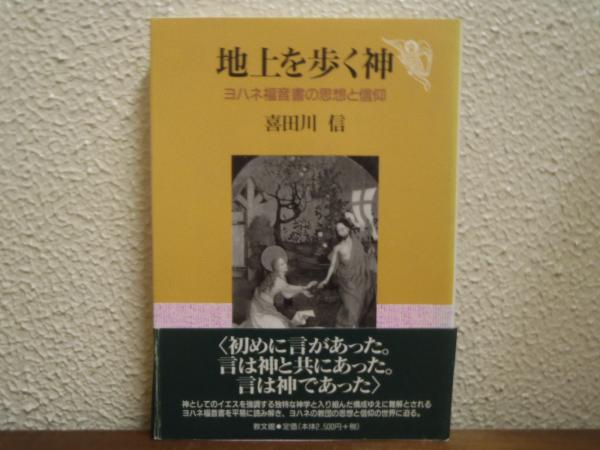 地上を歩く神
ヨハネ福音書の思想と信仰
喜田川 信
〈初めに言があった。
言は神と共にあった。
言は神であった〉
神としてのイエスを強調する独特な神学と入り組んだ構成ゆえに難解とされる
ヨハネ福音書を平易に読み解き、ヨハネの教団の思想と信仰の世界に迫る。
教文館●定価（本体2,500円＋税）